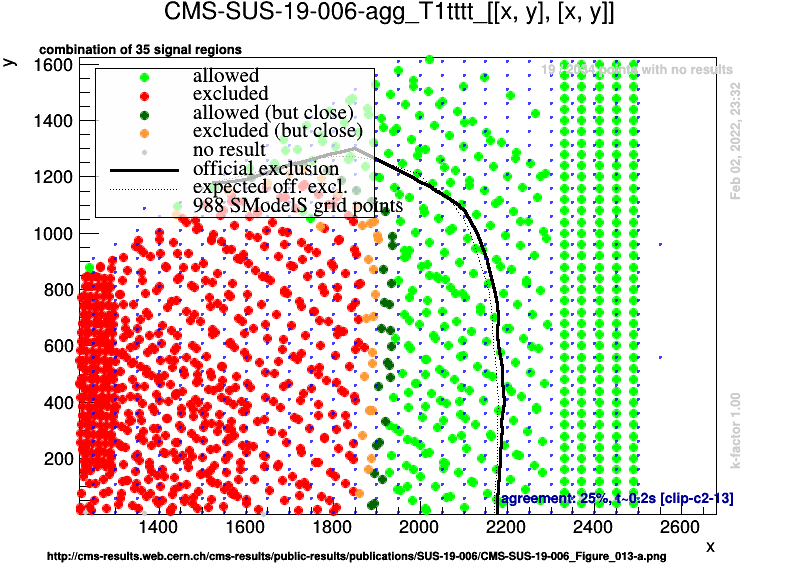 CMS-SUS-19-006-agg_T1tttt_[[x, y], [x, y]]
y
combination of 35 signal regions
points with no results
allowed
excluded
allowed (but close)
excluded (but close)
no result
official exclusion
expected off. excl.
988 SModelS grid points
1600
1400
1200
1000
800
600
400
200
Feb 02, 2022, 23:32
k-factor 1.00
agreement: 25%, t~0.2s [clip-c2-13]
1400 1600 1800 2000 2200 2400 2600
x
http://cms-results.web.cern.ch/cms-results/public-results/publications/SUS-19-006/CMS-SUS-19-006_Figure_013-a.png